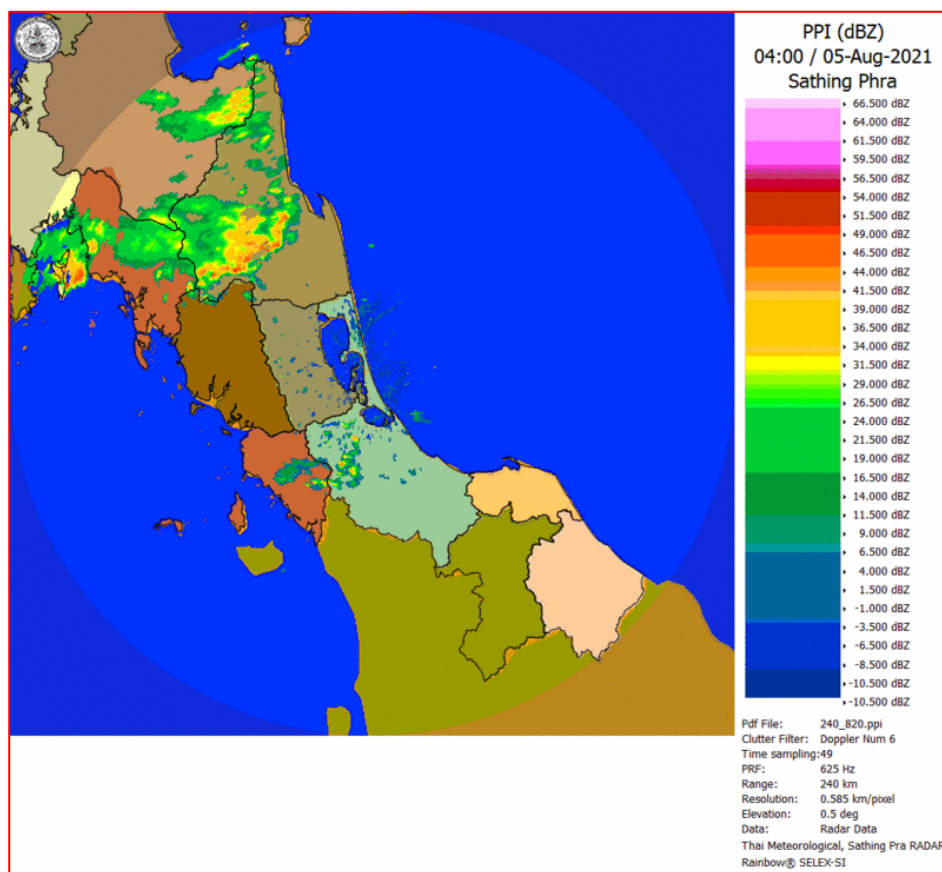 PPI (dBZ)
04:00 / 05-Aug-2021
Sathing Phra
66.500 dBZ
64.000 dBZ
61.500 dBZ
59.500 dBZ
56.500 dBZ
54.000 dBZ
51.500 dBZ
49.000 dBZ
46.500 dBZ
44.000 dBZ
41.500 dBZ
39.000 dBZ
36.500 dBZ
34.000 dBZ
31.500 dBZ
29.000 dBZ
26.500 dBZ
24.000 dBZ
21.500 dBZ
19.000 dBZ
16.500 dBZ
14.000 dBZ
11.500 dBZ
9.000 dBZ
6.500 dBZ
4.000 dBZ
1.500 dBZ
-1.000 dBZ
-3.500 dBZ
-6.500 dBZ
-8.500 dBZ
-10.500 dBZ
-10.500 dBZ
Pdf File: 240_820.ppi
Clutter Filter: Doppler Num 6
Time sampling:49
PRF: 625 Hz
Range: 240 km
Resolution: 0.585 km/pixel
Elevation: 0.5 deg
Data: Radar Data
Thai Meteorological, Sathing Pra RADAR
Rainbow® SELEX-SI